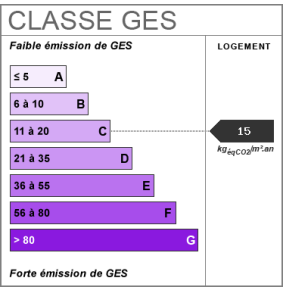 CLASSE GES
Faible émission de GES
LOGEMENT
≤ 5 A
6 à 10 B
11 à 20 C
15
kgéqCO2/m².an
21 à 35 D
36 à 55 E
56 à 80 F
> 80 G
Forte émission de GES